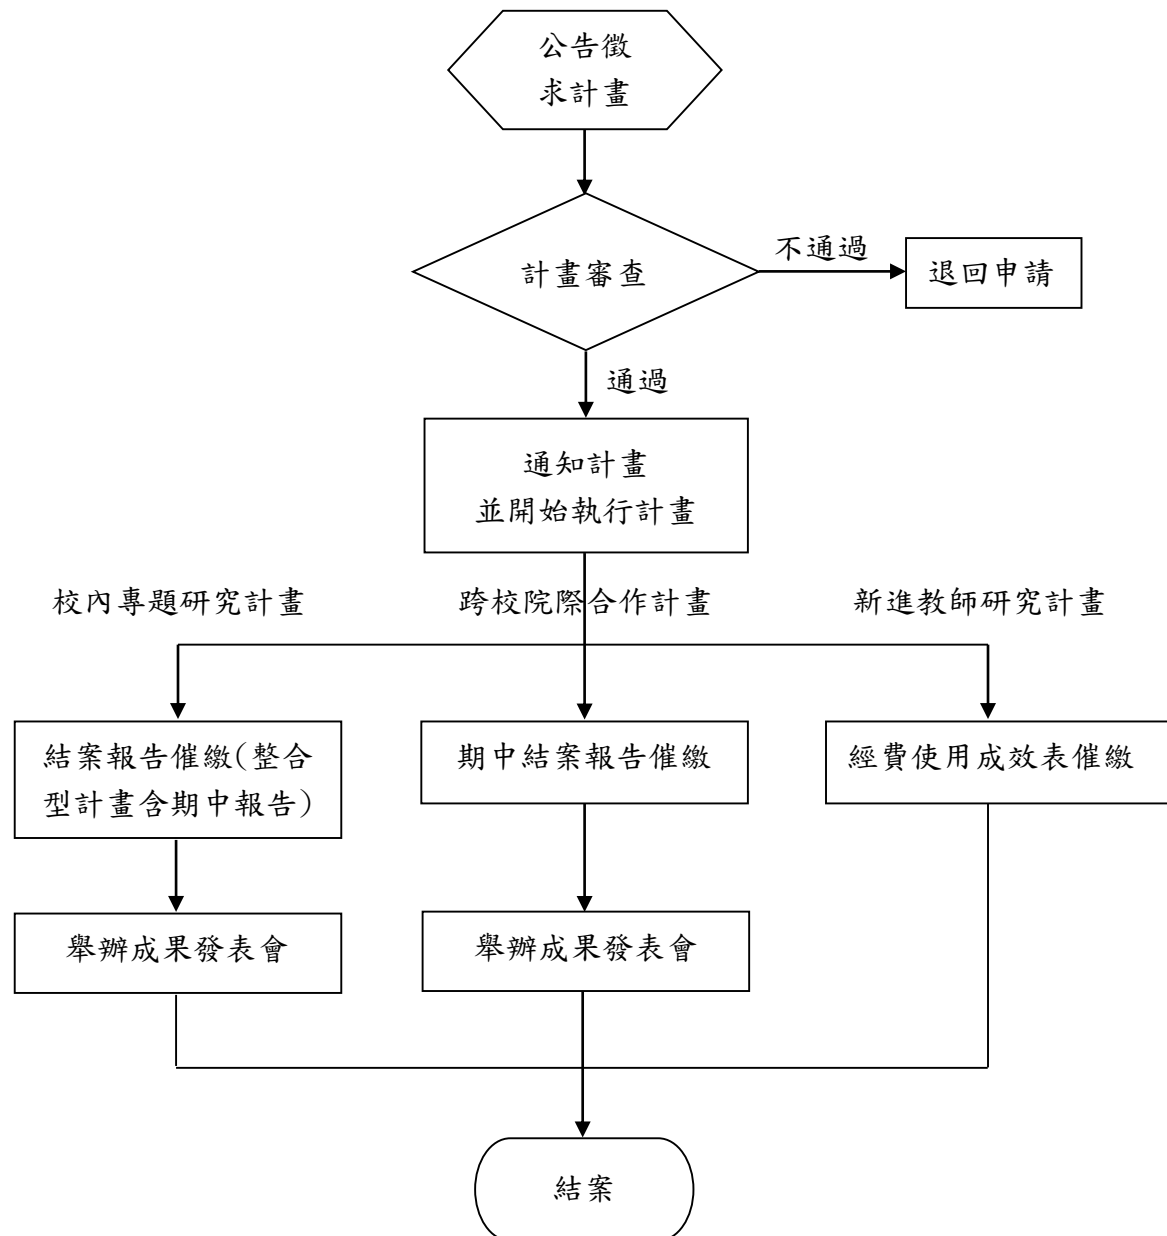 公告徵
求計畫
計畫審查
不通過
退回申請
通過
通知計畫
並開始執行計畫
校內專題研究計畫
跨校院際合作計畫
新進教師研究計畫
結案報告催繳(整合
型計畫含期中報告)
期中結案報告催繳
經費使用成效表催繳
舉辦成果發表會
舉辦成果發表會
結案